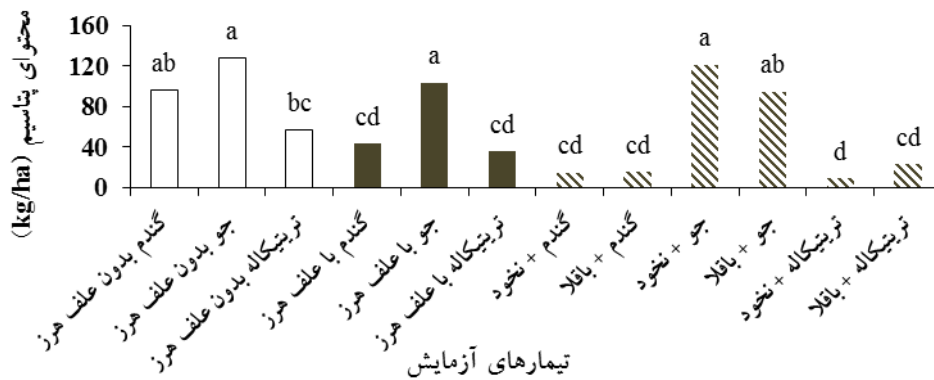 محتوای پتاسیم (kg/ha)
160
120
80
40
0
ab
a
bc
cd
a
cd
cd
cd
a
ab
d
cd
گندم بدون علف هرز
جو بدون علف هرز
تریتیکاله بدون علف هرز
گندم با علف هرز
جو با علف هرز
تریتیکاله با علف هرز
گندم + نخود
گندم + باقلا
جو + نخود
جو + باقلا
تریتیکاله + نخود
تریتیکاله + باقلا
تیمارهای آزمایش